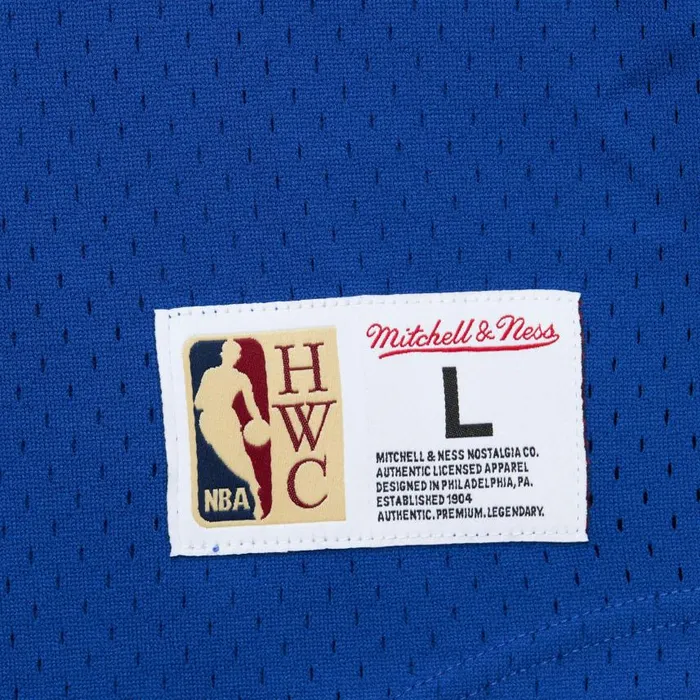 NBA
H
W
C
Mitchell & Ness
L
MITCHELL & NESS NOSTALGIA CO.
AUTHENTIC LICENSED APPAREL
DESIGNED IN PHILADELPHIA, PA.
ESTABLISHED 1904
AUTHENTIC.PREMIUM.LEGENDARY.